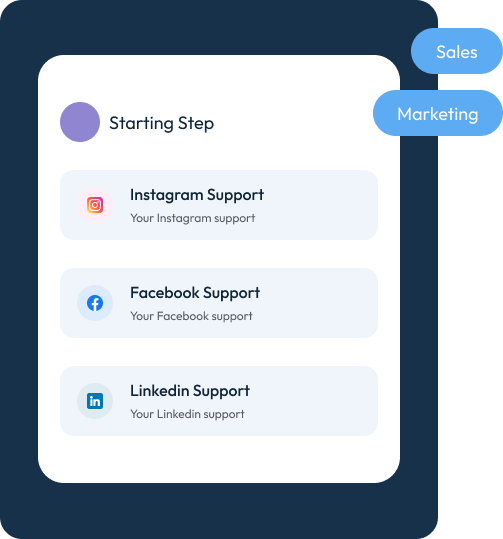 Sales
Marketing
Starting Step
Instagram Support
Your Instagram support
Facebook Support
Your Facebook support
Linkedin Support
Your Linkedin support